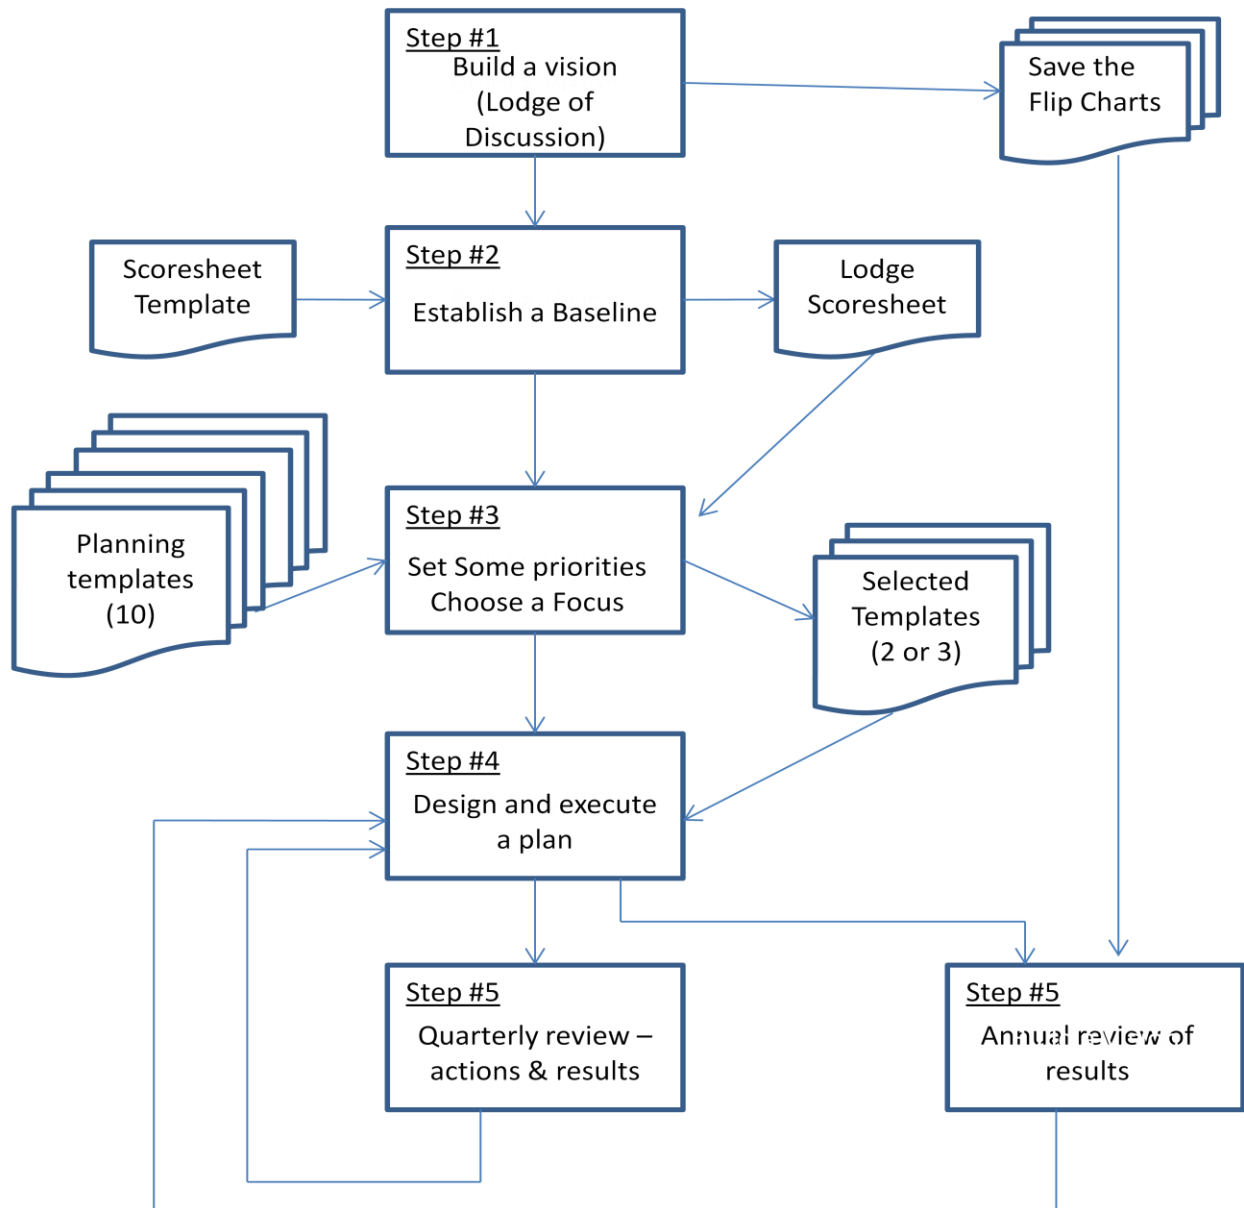 Step #1
Build a vision
(Lodge of
Discussion)
Save the
Flip Charts
Scoresheet
Template
Step #2
Establish a Baseline
Lodge
Scoresheet
Planning
templates
(10)
Step #3
Set Some priorities
Choose a Focus
Selected
Templates
(2 or 3)
Step #4
Design and execute
a plan
Step #5
Quarterly review –
actions & results
Step #5
Annual review of
results